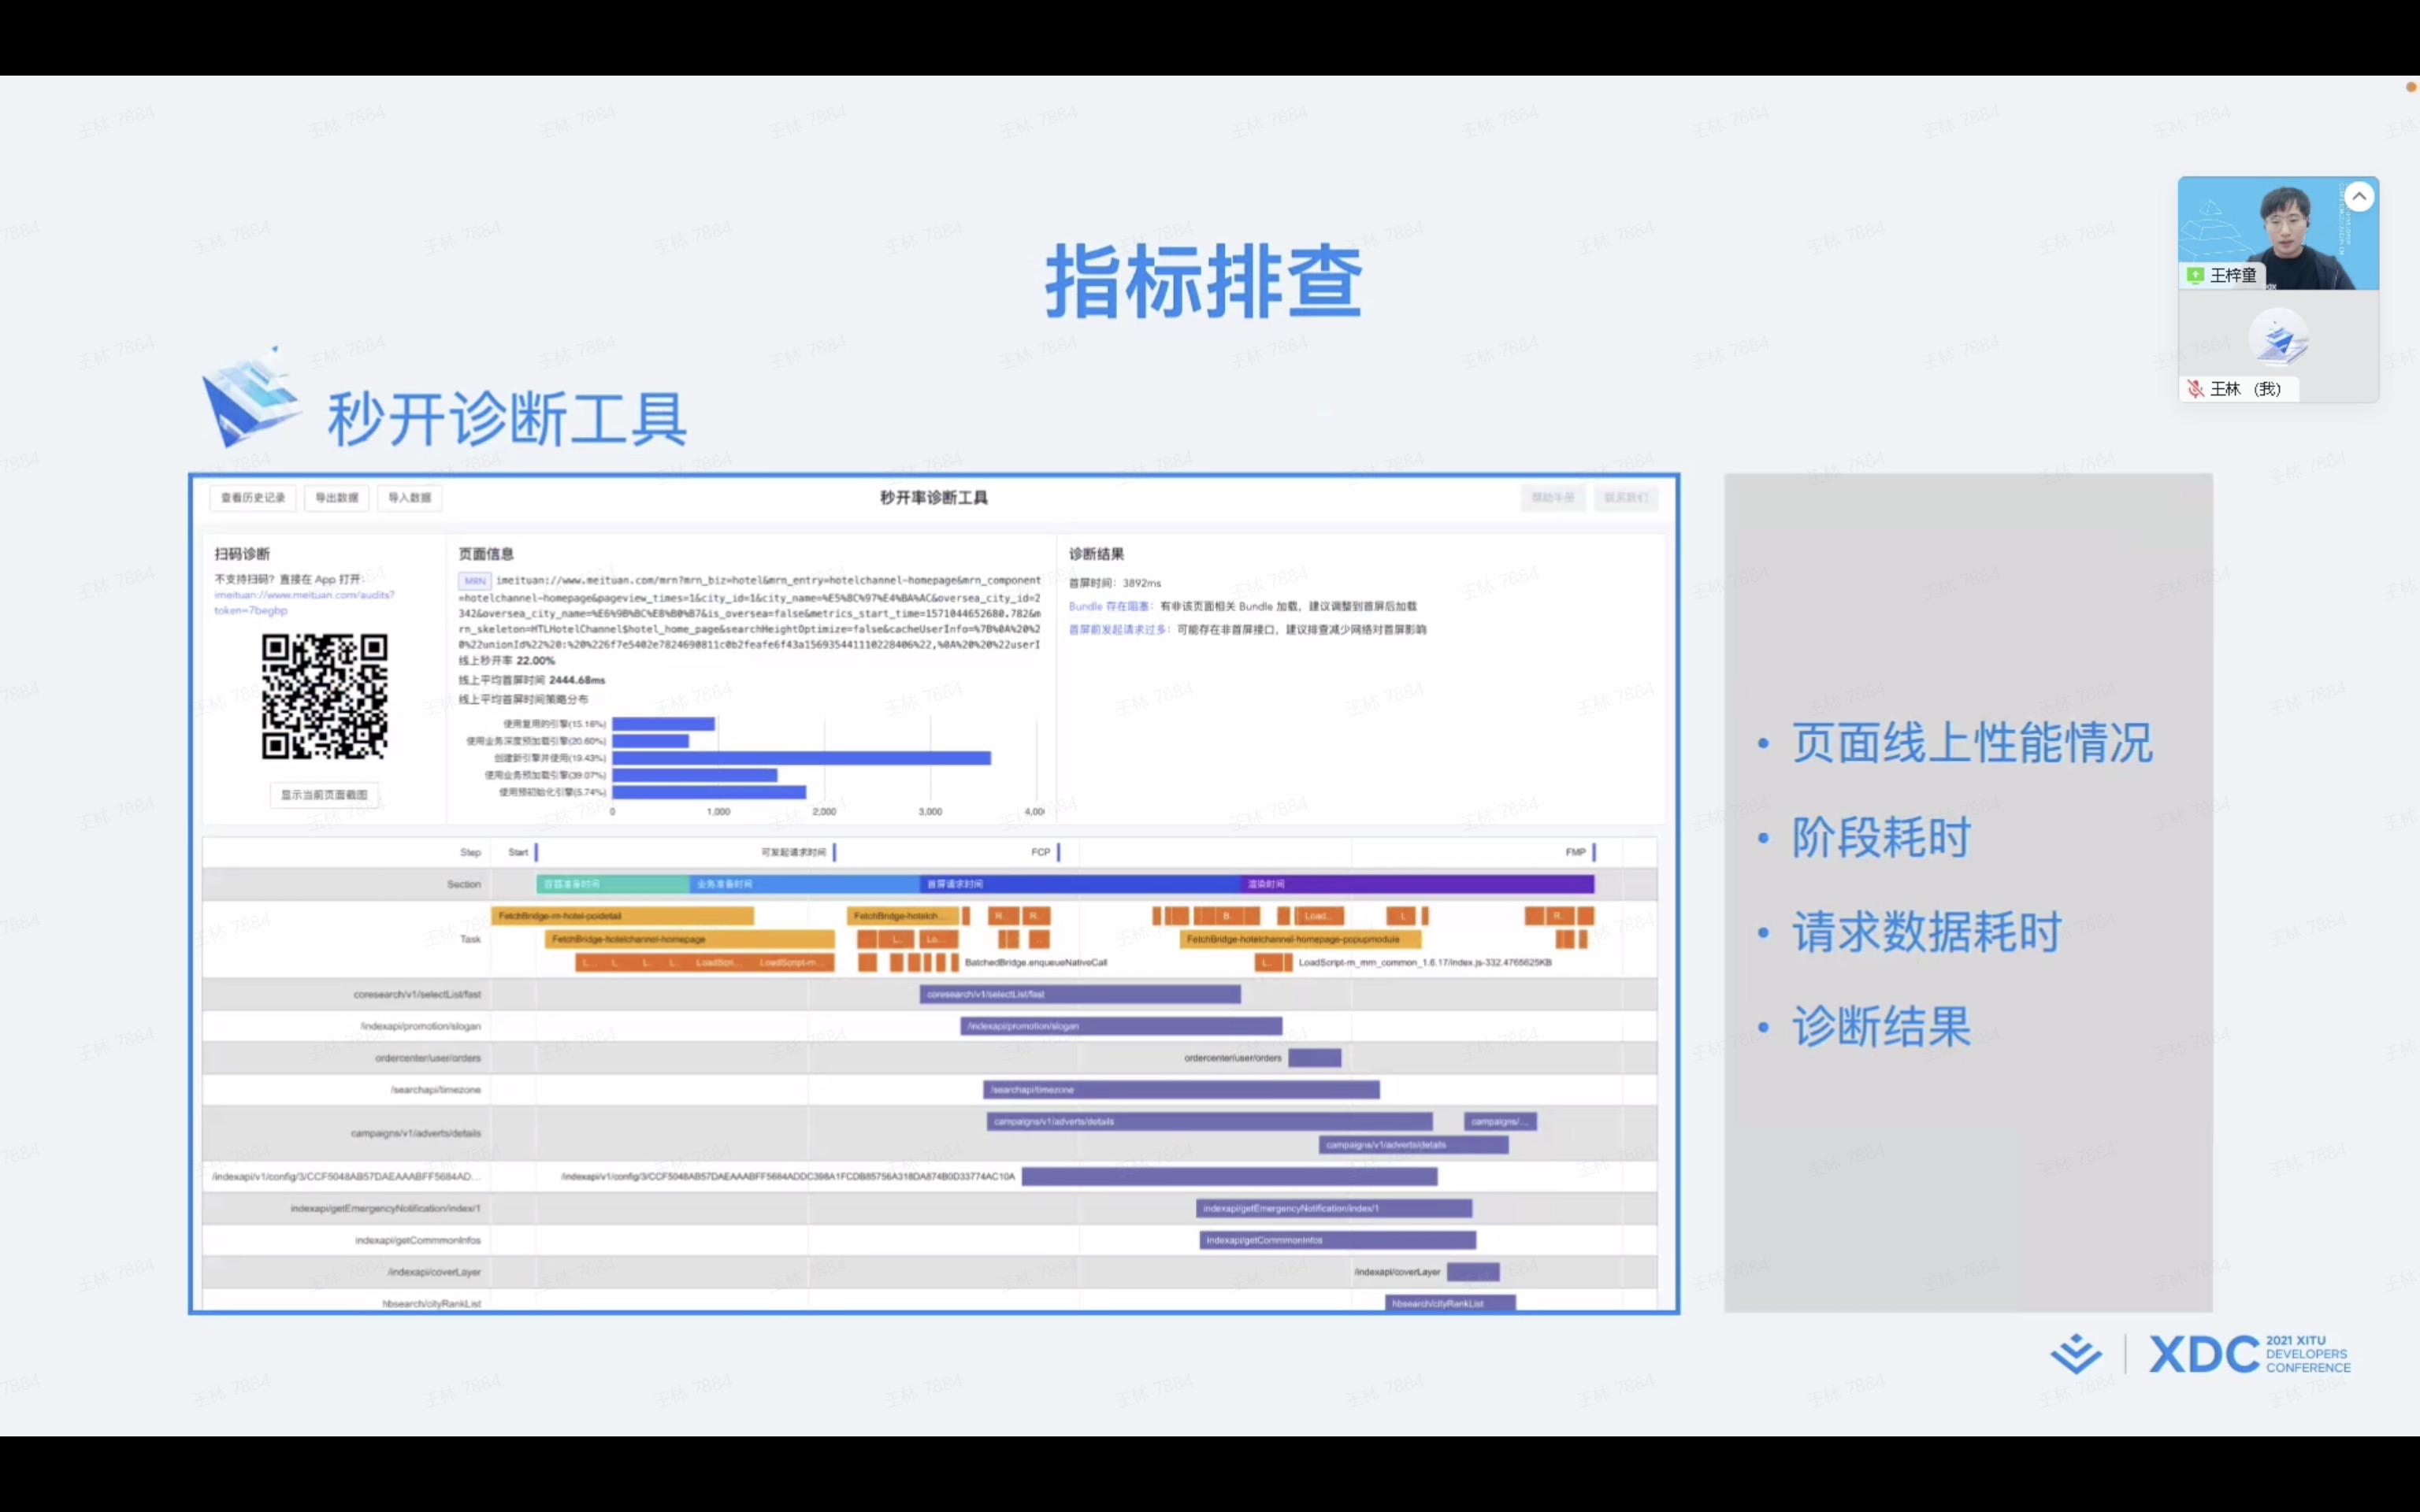 指标排查
王梓童
王林 （我）
秒开诊断工具
查看历史记录
导出数据
导入数据
秒开率诊断工具
帮助手册
联系我们
扫码诊断
不支持扫码？直接在 App 打开：
imeituan://www.meituan.com/audits?
token=7begbp
显示当前页面截图
页面信息
MRN imeituan://www.meituan.com/mrn?mrn_biz=hotel&mrn_entry=hotelchannel-homepage&mrn_component
=hotelchannel-homepage&pageview_times=1&city_id=1&city_name=%E5%8C%97%E4%BA%AC&oversea_city_id=2
342&oversea_city_name=%E6%9B%BC%E8%B0%B7&is_oversea=false&metrics_start_time=1571044652680.782&m
rn_skeleton=HTLHotelChannel$hotel_home_page&searchHeightOptimize=false&cacheUserInfo=%7B%0A%20%2
0%22unionId%22%20:%20%226f7e5402e7824690811c0b2feafe6f43a156935441110228406%22,%0A%20%20%22userI
线上秒开率 22.00%
线上平均首屏时间 2444.68ms
线上平均首屏时间策略分布
使用复用的引擎(15.16%)
使用业务深度预加载引擎(20.60%)
创建新引擎并使用(19.43%)
使用业务预加载引擎(39.07%)
使用预初始化引擎(5.74%)
0 1,000 2,000 3,000 4,00
诊断结果
首屏时间：3892ms
Bundle 存在阻塞：有非该页面相关 Bundle 加载，建议调整到首屏后加载
首屏前发起请求过多：可能存在非首屏接口，建议排查减少网络对首屏影响
Step Start 可发起请求时间 FCP FMP
Section 容器准备时间 业务准备时间 首屏请求时间 渲染时间
FetchBridge-rn-hotel-poidetail FetchBridge-hotelch... R... R... B... Load... L R...
Task FetchBridge-hotelchannel-homepage L... Lo... ... FetchBridge-hotelchannel-homepage-popupmodule
L... L. L... L... LoadScri... LoadScript-m... BatchedBridge.enqueueNativeCall L... LoadScript-rn_mm_common_1.6.17/index.js-332.4765625KB
coresearch/v1/selectList/fast coresearch/v1/selectList/fast
/indexapi/promotion/slogan /indexapi/promotion/slogan
ordercenter/user/orders ordercenter/user/orders
/searchapi/timezone /searchapi/timezone
campaigns/v1/adverts/details campaigns/v1/adverts/details campaigns/...
campaigns/v1/adverts/details
/indexapi/v1/config/3/CCF5048AB57DAEAAABFF5684AD... /indexapi/v1/config/3/CCF5048AB57DAEAAABFF5684ADDC398A1FCDB85756A318DA874B0D33774AC10A
indexapi/getEmergencyNotification/index/1 indexapi/getEmergencyNotification/index/1
indexapi/getCommmonInfos indexapi/getCommmonInfos
/indexapi/coverLayer /indexapi/coverLayer
hbsearch/cityRankList hbsearch/cityRankList
• 页面线上性能情况
• 阶段耗时
• 请求数据耗时
• 诊断结果
XDC 2021 XITU
DEVELOPERS
CONFERENCE
王林 7884